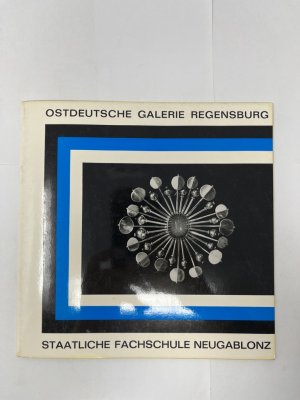 OSTDEUTSCHE GALERIE REGENSBURG
STAATLICHE FACHSCHULE NEUGABLONZ